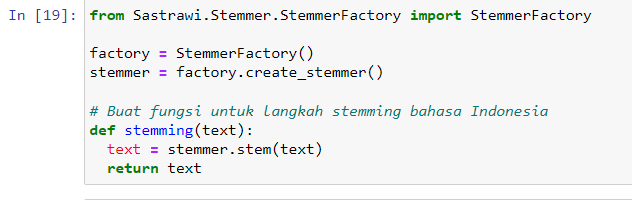 In [19]: from Sastrawi.Stemmer.StemmerFactory import StemmerFactory
factory = StemmerFactory()
stemmer = factory.create_stemmer()
# Buat fungsi untuk langkah stemming bahasa Indonesia
def stemming(text):
text = stemmer.stem(text)
return text